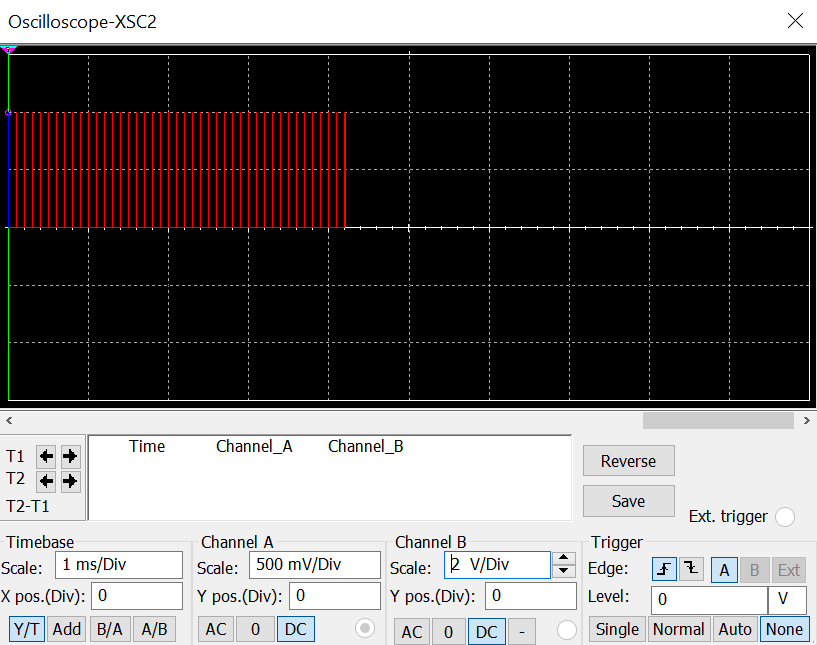 Oscilloscope-XSC2
Time Channel_A Channel_B
T1
T2
T2-T1
Reverse
Save
Ext. trigger
Timebase Channel A Channel B Trigger
Scale: 1 ms/Div Scale: 500 mV/Div Scale: 2 V/Div Edge: A B Ext
X pos.(Div): 0 Y pos.(Div): 0 Y pos.(Div): 0 Level: 0 V
Y/T Add B/A A/B AC 0 DC AC 0 DC - Single Normal Auto None